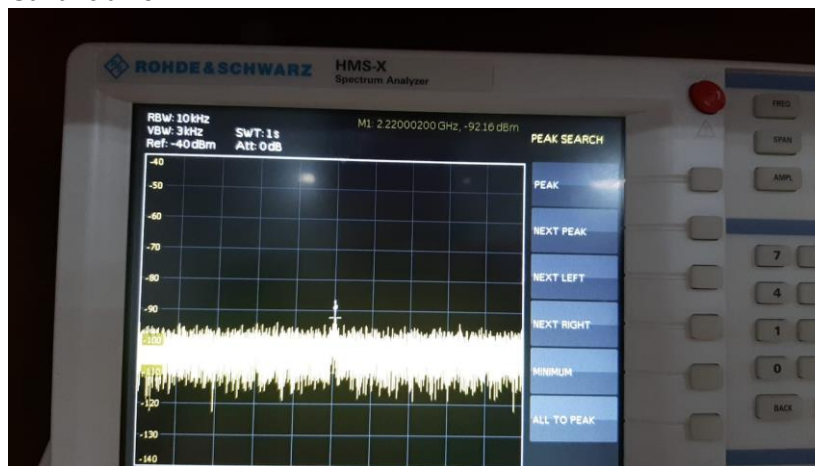 ROHDE&SCHWARZ
HMS-X
Spectrum Analyzer
RBW: 10kHz
VBW: 3kHz SWT: 1s
Ref: -40dBm Att: 0dB
M1: 2.22000200 GHz, -92.16 dBm
PEAK SEARCH
-40
-50
-60
-70
-80
-90
-100
-110
-120
-130
-140
PEAK
NEXT PEAK
NEXT LEFT
NEXT RIGHT
MINIMUM
ALL TO PEAK
FREQ
SPAN
AMPL
7
4
1
0
BACK